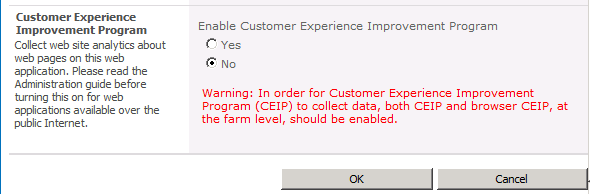 Customer Experience
Improvement Program
Collect web site analytics about
web pages on this web
application. Please read the
Administration guide before
turning this on for web
applications available over the
public Internet.
Enable Customer Experience Improvement Program
Yes
No
Warning: In order for Customer Experience Improvement
Program (CEIP) to collect data, both CEIP and browser CEIP, at
the farm level, should be enabled.
OK
Cancel